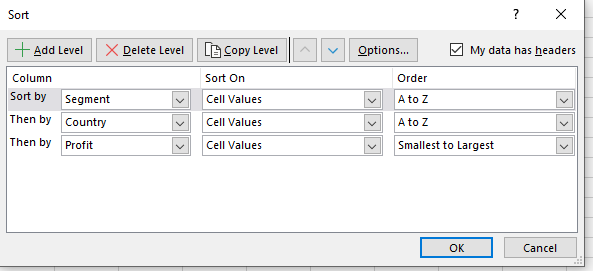 Sort
? ×
Add Level Delete Level Copy Level Options... My data has headers
Column Sort On Order
Sort by Segment Cell Values A to Z
Then by Country Cell Values A to Z
Then by Profit Cell Values Smallest to Largest
OK Cancel